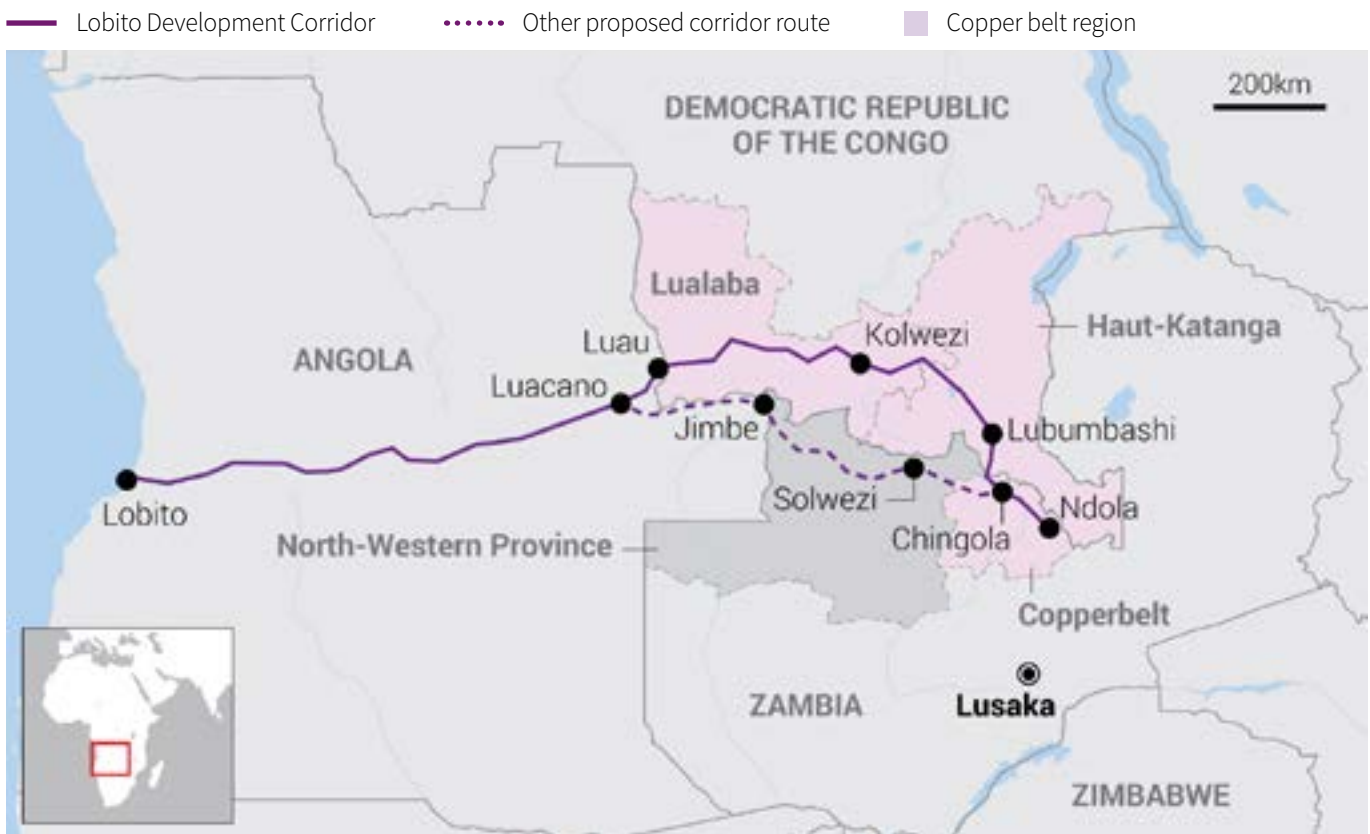 Lobito Development Corridor
Other proposed corridor route
Copper belt region
200km
DEMOCRATIC REPUBLIC
OF THE CONGO
Lualaba
Haut-Katanga
Kolwezi
Luau
ANGOLA
Luacano
Jimbe
Lubumbashi
Lobito
Solwezi
Ndola
Chingola
North-Western Province
Copperbelt
ZAMBIA
Lusaka
ZIMBABWE